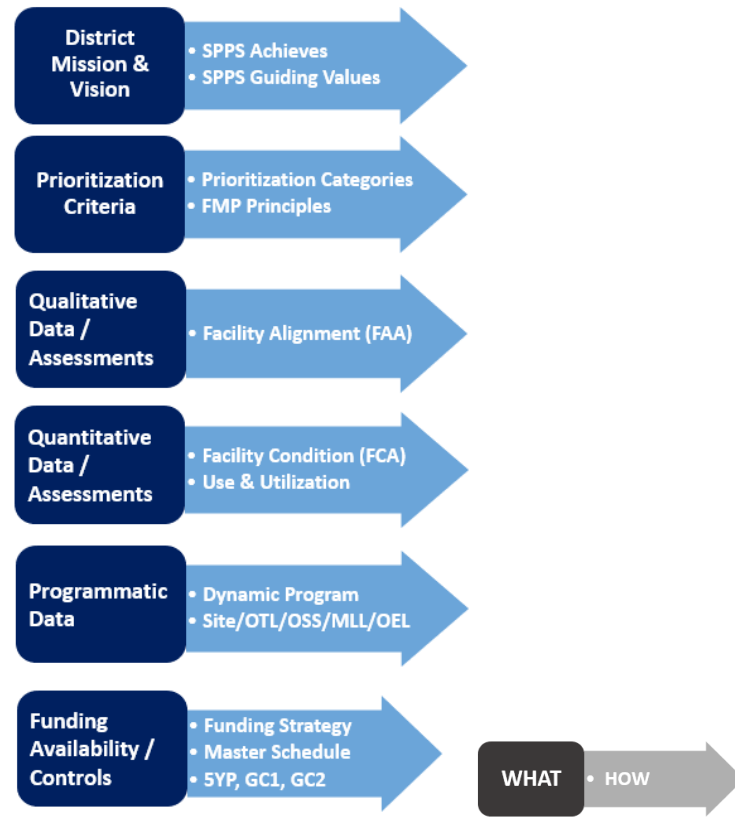 District
Mission &
Vision
• SPPS Achieves
• SPPS Guiding Values
Prioritization
Criteria
• Prioritization Categories
• FMP Principles
Qualitative
Data /
Assessments
• Facility Alignment (FAA)
Quantitative
Data /
Assessments
• Facility Condition (FCA)
• Use & Utilization
Programmatic
Data
• Dynamic Program
• Site/OTL/OSS/MLL/OEL
Funding
Availability /
Controls
• Funding Strategy
• Master Schedule
• 5YP, GC1, GC2
WHAT
• HOW